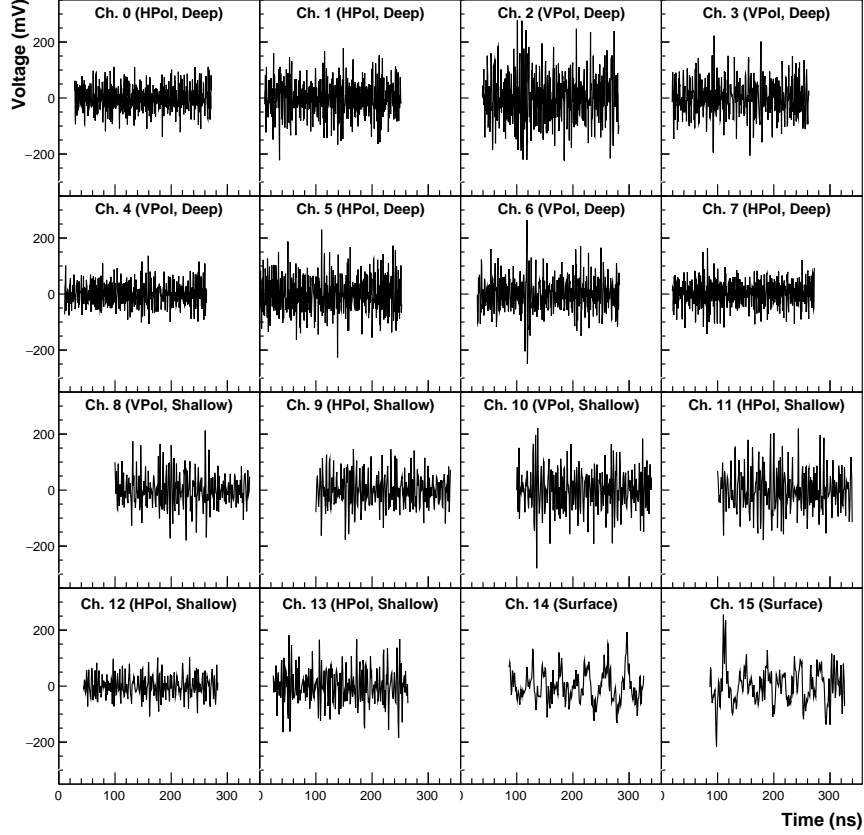 Voltage (mV)
Ch. 0 (HPol, Deep) Ch. 1 (HPol, Deep) Ch. 2 (VPol, Deep) Ch. 3 (VPol, Deep)
200
0
−200
Ch. 4 (VPol, Deep) Ch. 5 (HPol, Deep) Ch. 6 (VPol, Deep) Ch. 7 (HPol, Deep)
200
0
−200
Ch. 8 (VPol, Shallow) Ch. 9 (HPol, Shallow) Ch. 10 (VPol, Shallow) Ch. 11 (HPol, Shallow)
200
0
−200
Ch. 12 (HPol, Shallow) Ch. 13 (HPol, Shallow) Ch. 14 (Surface) Ch. 15 (Surface)
200
0
−200
0 100 200 300 100 200 300 100 200 300 100 200 300
Time (ns)